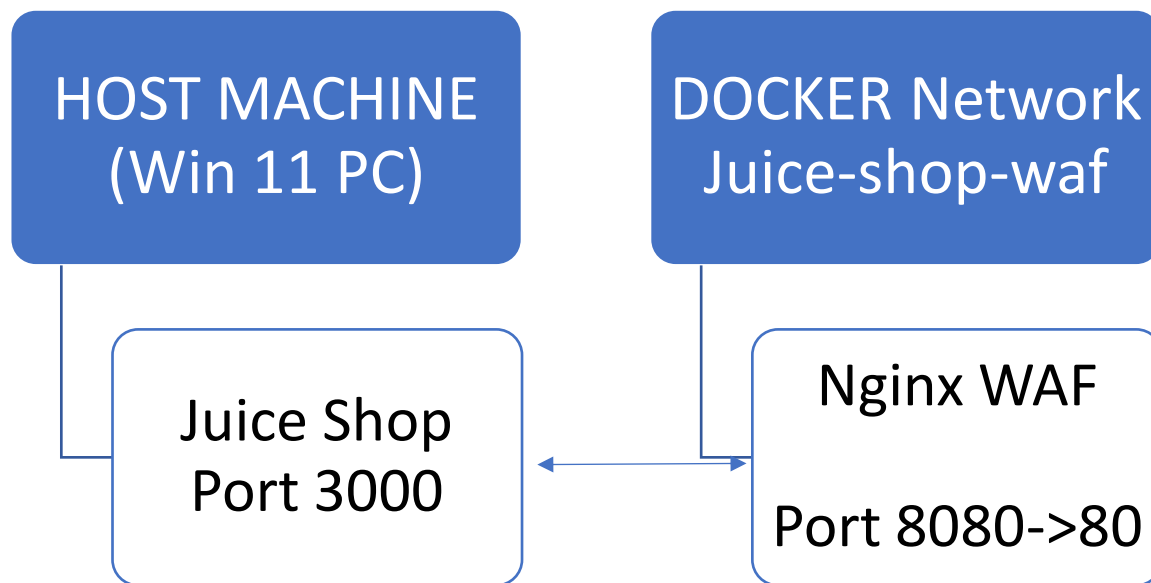 HOST MACHINE
(Win 11 PC)
DOCKER Network
Juice-shop-waf
Juice Shop
Port 3000
Nginx WAF
Port 8080->80